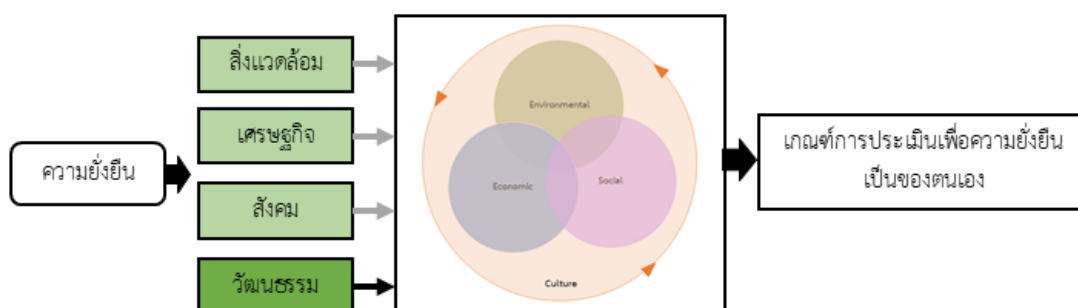 ความยั่งยืน
สิ่งแวดล้อม
เศรษฐกิจ
สังคม
วัฒนธรรม
Environmental
Economic
Social
Culture
เกณฑ์การประเมินเพื่อความยั่งยืน
เป็นของตนเอง